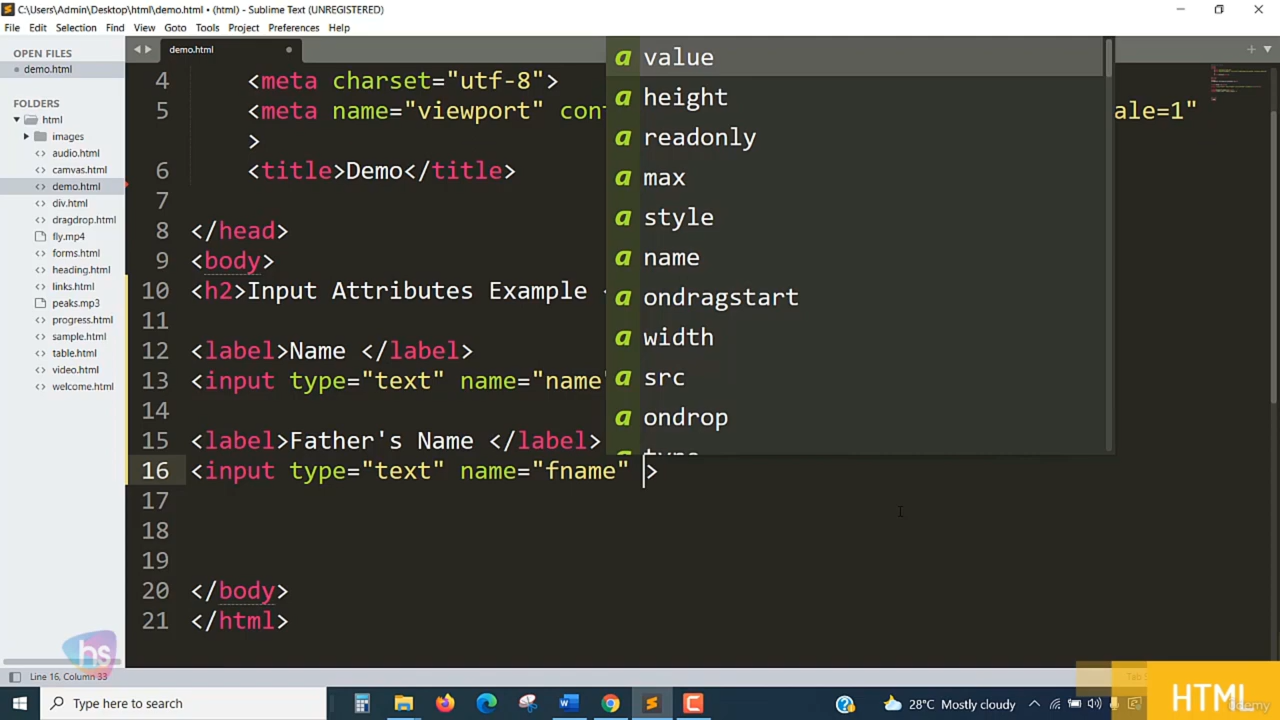 C:\Users\Admin\Desktop\html\demo.html • (html) - Sublime Text (UNREGISTERED)
File Edit Selection Find View Goto Tools Project Preferences Help
OPEN FILES
demo.html
FOLDERS
html
images
audio.html
canvas.html
demo.html
div.html
dragdrop.html
fly.mp4
forms.html
heading.html
links.html
peaks.mp3
progress.html
sample.html
table.html
video.html
welcome.html
demo.html
4 <meta charset="utf-8">
5 <meta name="viewport" cont ale=1"
>
6 <title>Demo</title>
7
8 </head>
9 <body>
10 <h2>Input Attributes Example <
11
12 <label>Name </label>
13 <input type="text" name="name"
14
15 <label>Father's Name </label>
16 <input type="text" name="fname" >
17
18
19
20 </body>
21 </html>
a value
a height
a readonly
a max
a style
a name
a ondragstart
a width
a src
a ondrop
a type
hs
Line 16, Column 33
Type here to search
28°C Mostly cloudy
HTML
Udemy